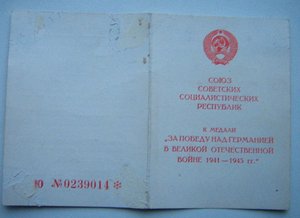 Ю №0239014 *
СОЮЗ
СОВЕТСКИХ
СОЦИАЛИСТИЧЕСКИХ
РЕСПУБЛИК
К МЕДАЛИ
„ЗА ПОБЕДУ НАД ГЕРМАНИЕЙ
В ВЕЛИКОЙ ОТЕЧЕСТВЕННОЙ
ВОЙНЕ 1941—1945 гг."